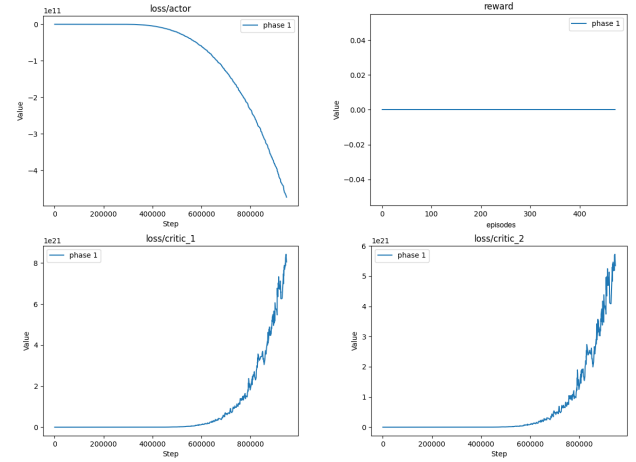 loss/actor
1e11
phase 1
0
−1
−2
−3
−4
Value
0
200000
400000
600000
800000
Step
reward
phase 1
0.04
0.02
0.00
−0.02
−0.04
Value
0
100
200
300
400
episodes
loss/critic_1
1e21
phase 1
8
6
4
2
0
Value
0
200000
400000
600000
800000
Step
loss/critic_2
1e21
phase 1
6
5
4
3
2
1
0
Value
0
200000
400000
600000
800000
Step